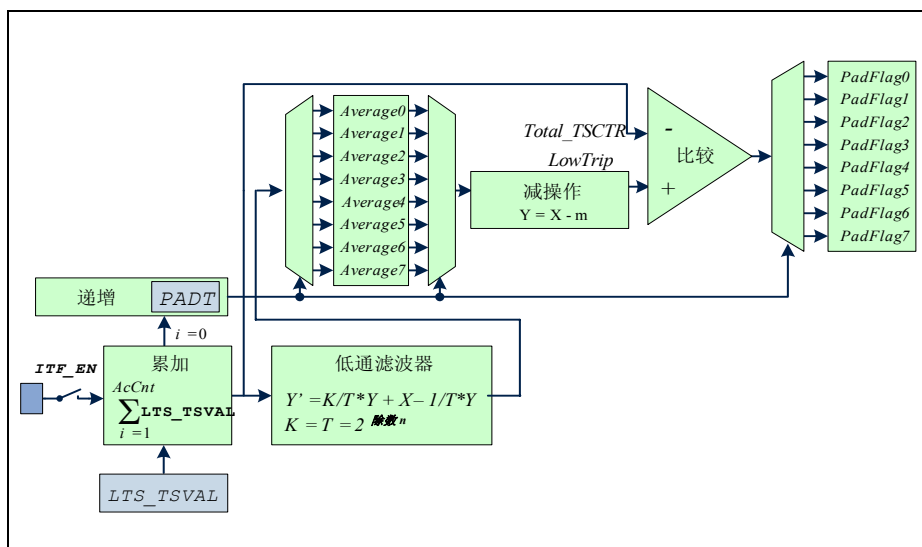 Average0
Average1
Average2
Average3
Average4
Average5
Average6
Average7
Total_TSCTR
LowTrip
减操作
Y = X - m
-
比较
+
PadFlag0
PadFlag1
PadFlag2
PadFlag3
PadFlag4
PadFlag5
PadFlag6
PadFlag7
递增 PADT
i =0
ITF_EN
累加
AcCnt
∑LTS_TSVAL
i =1
低通滤波器
Y' =K/T*Y + X– 1/T*Y
K = T = 2 除数 n
LTS_TSVAL